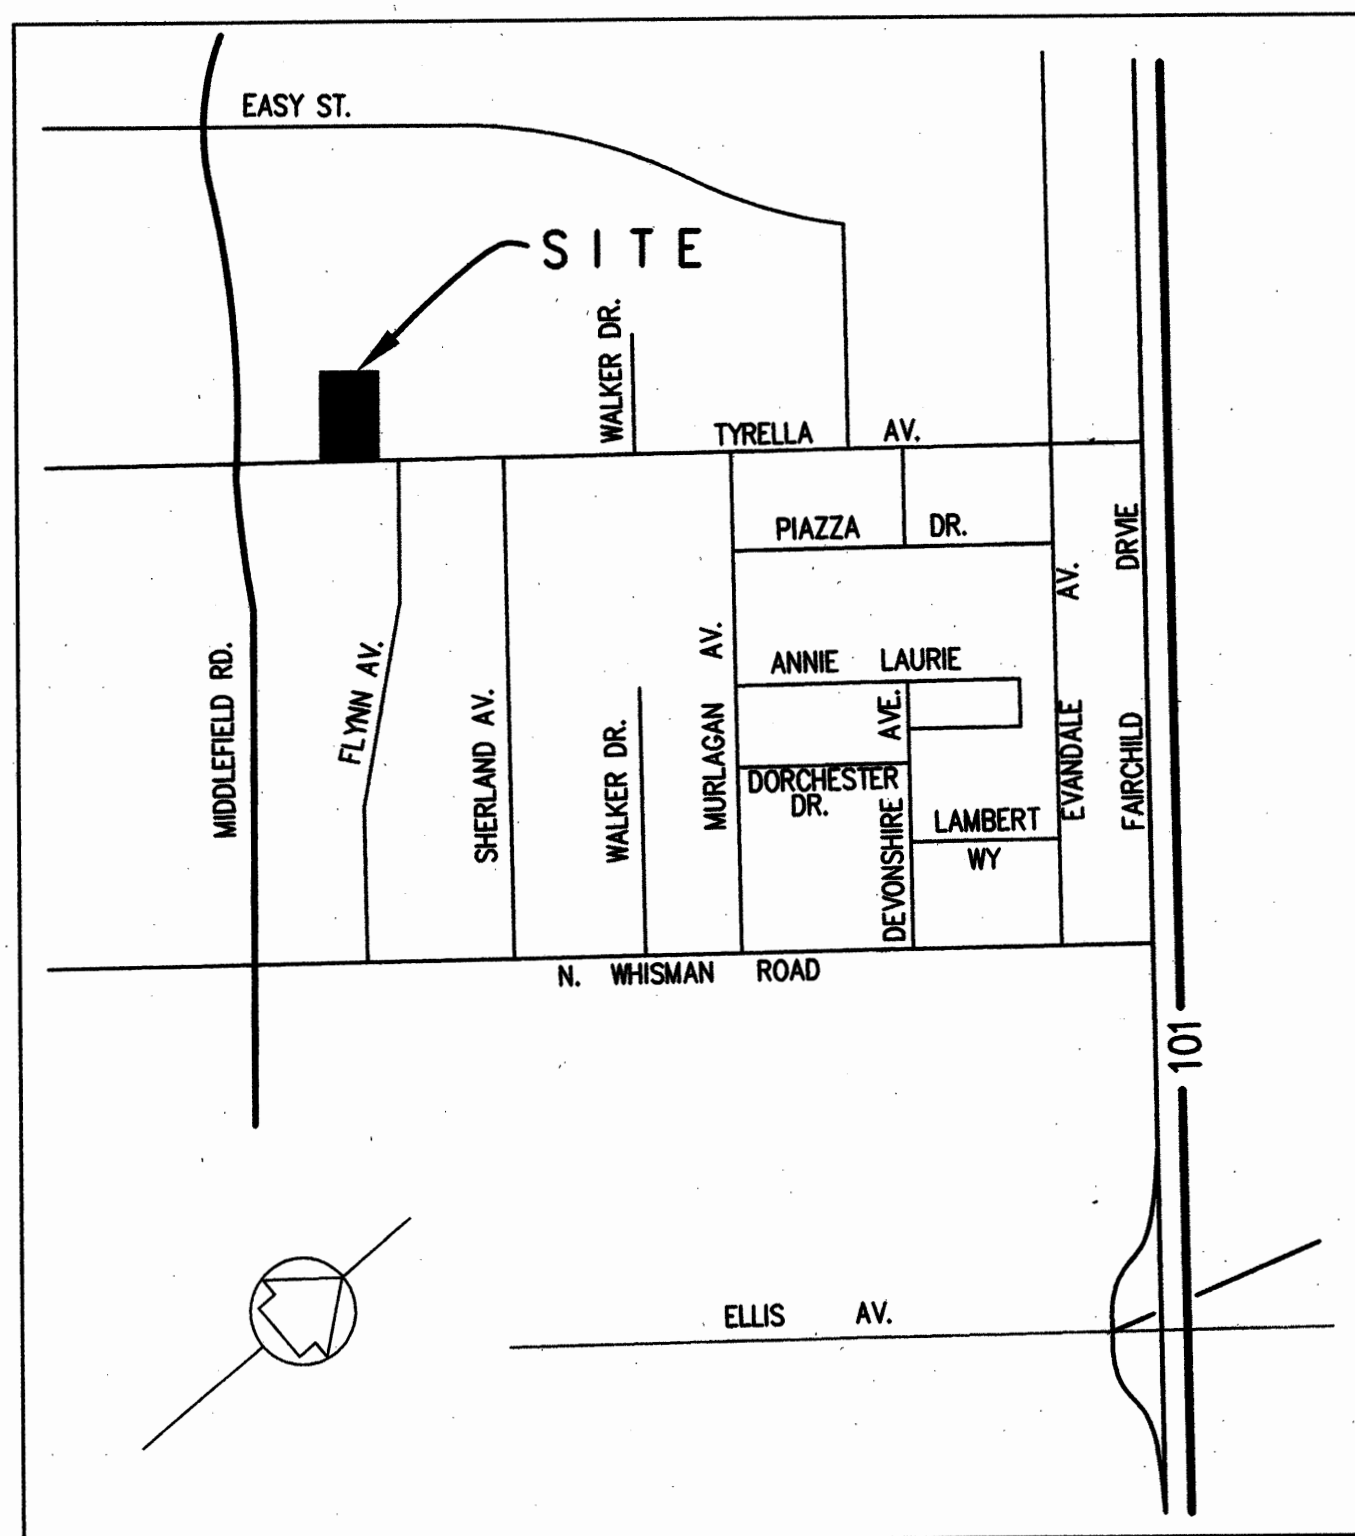 EASY ST.
SITE
WALKER DR.
TYRELLA AV.
PIAZZA DR.
DRVIE
FAIRCHILD
AV.
EVANDALE
ANNIE LAURIE
AV.
MURLAGAN
AVE.
DEVONSHIRE
DORCHESTER
DR.
LAMBERT
WY
MIDDLEFIELD RD.
FLYNN AV.
SHERLAND AV.
WALKER DR.
N. WHISMAN ROAD
101
ELLIS AV.